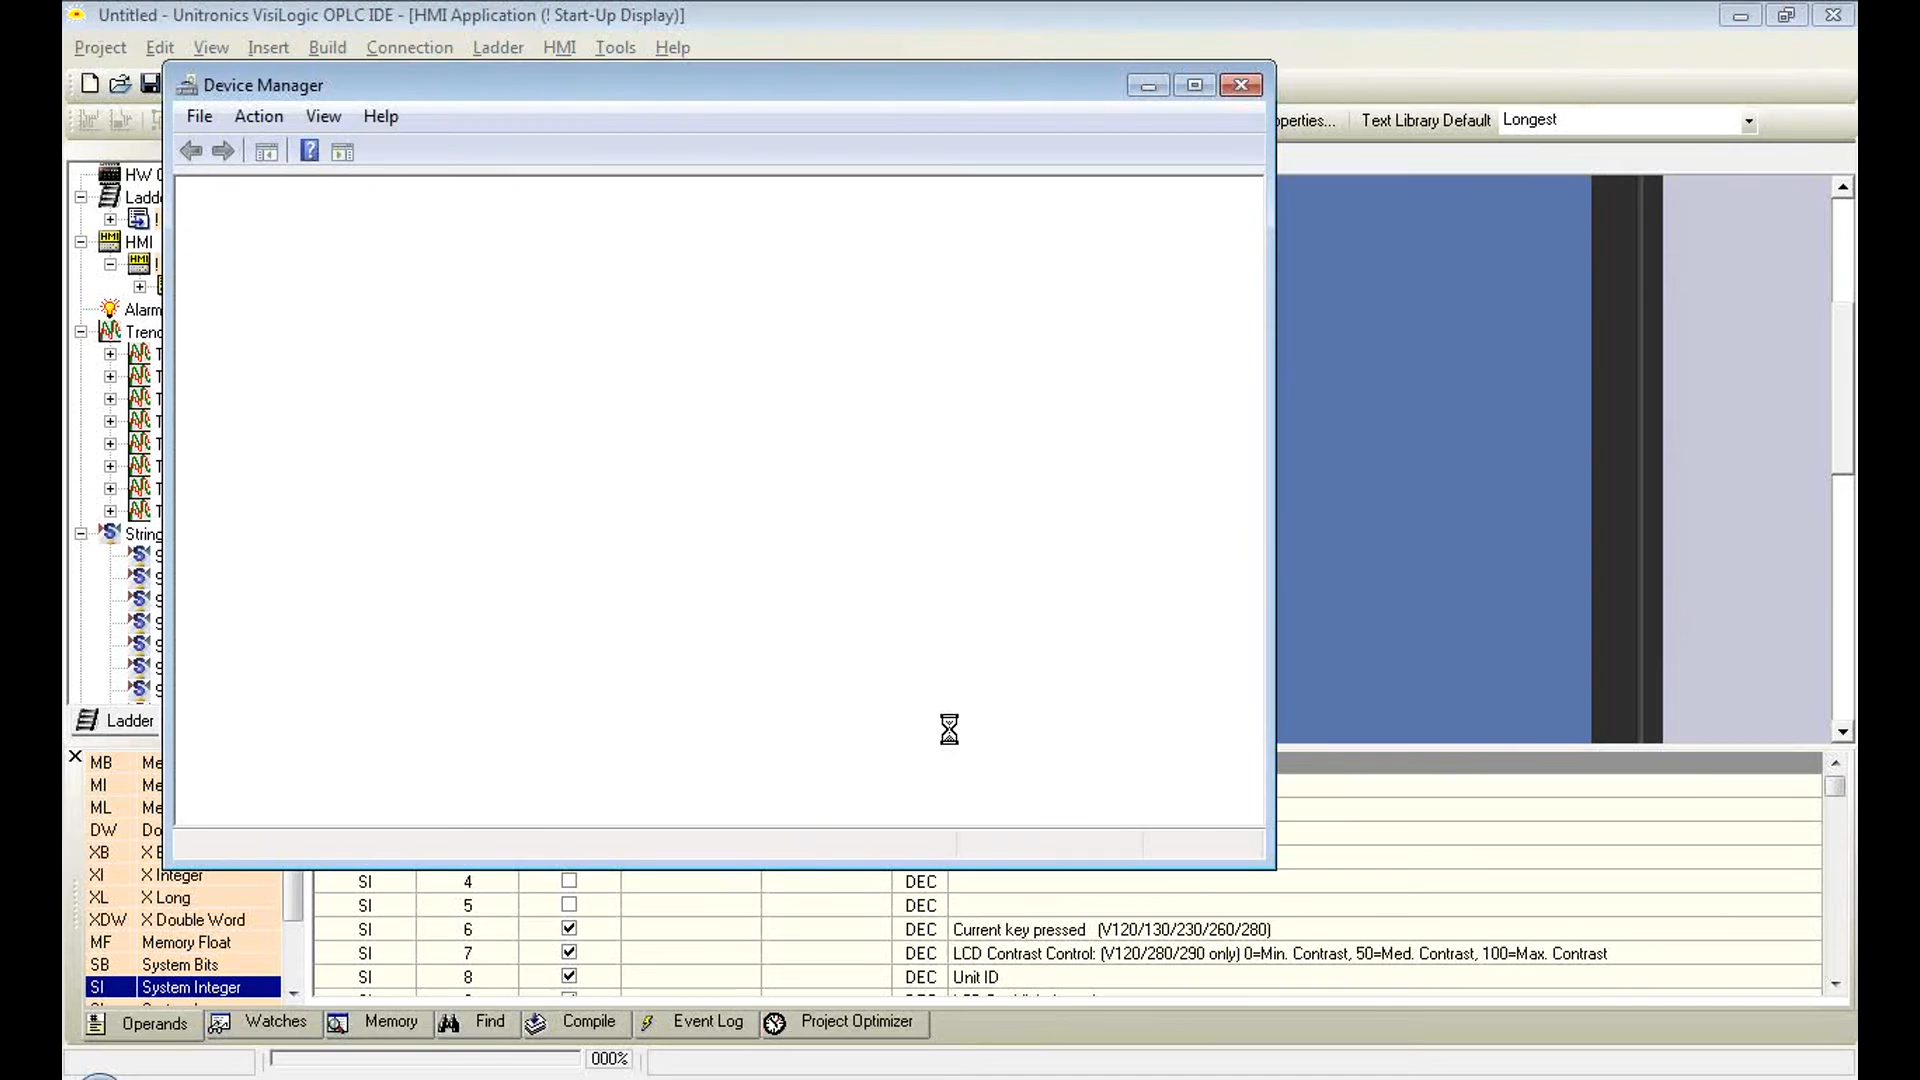 Untitled - Unitronics VisiLogic OPLC IDE - [HMI Application (! Start-Up Display)]
Project Edit View Insert Build Connection Ladder HMI Tools Help
Device Manager
File Action View Help
Text Library Default Longest
HW
HMI
Ladder
MB
MI
ML
DW
XB
XI X Integer
XL X Long
XDW X Double Word
MF Memory Float
SB System Bits
SI System Integer
SI 4 DEC
SI 5 DEC
SI 6 DEC Current key pressed (V120/130/230/260/280)
SI 7 DEC LCD Contrast Control: (V120/280/290 only) 0=Min. Contrast, 50=Med. Contrast, 100=Max. Contrast
SI 8 DEC Unit ID
Operands Watches Memory Find Compile Event Log Project Optimizer
000%